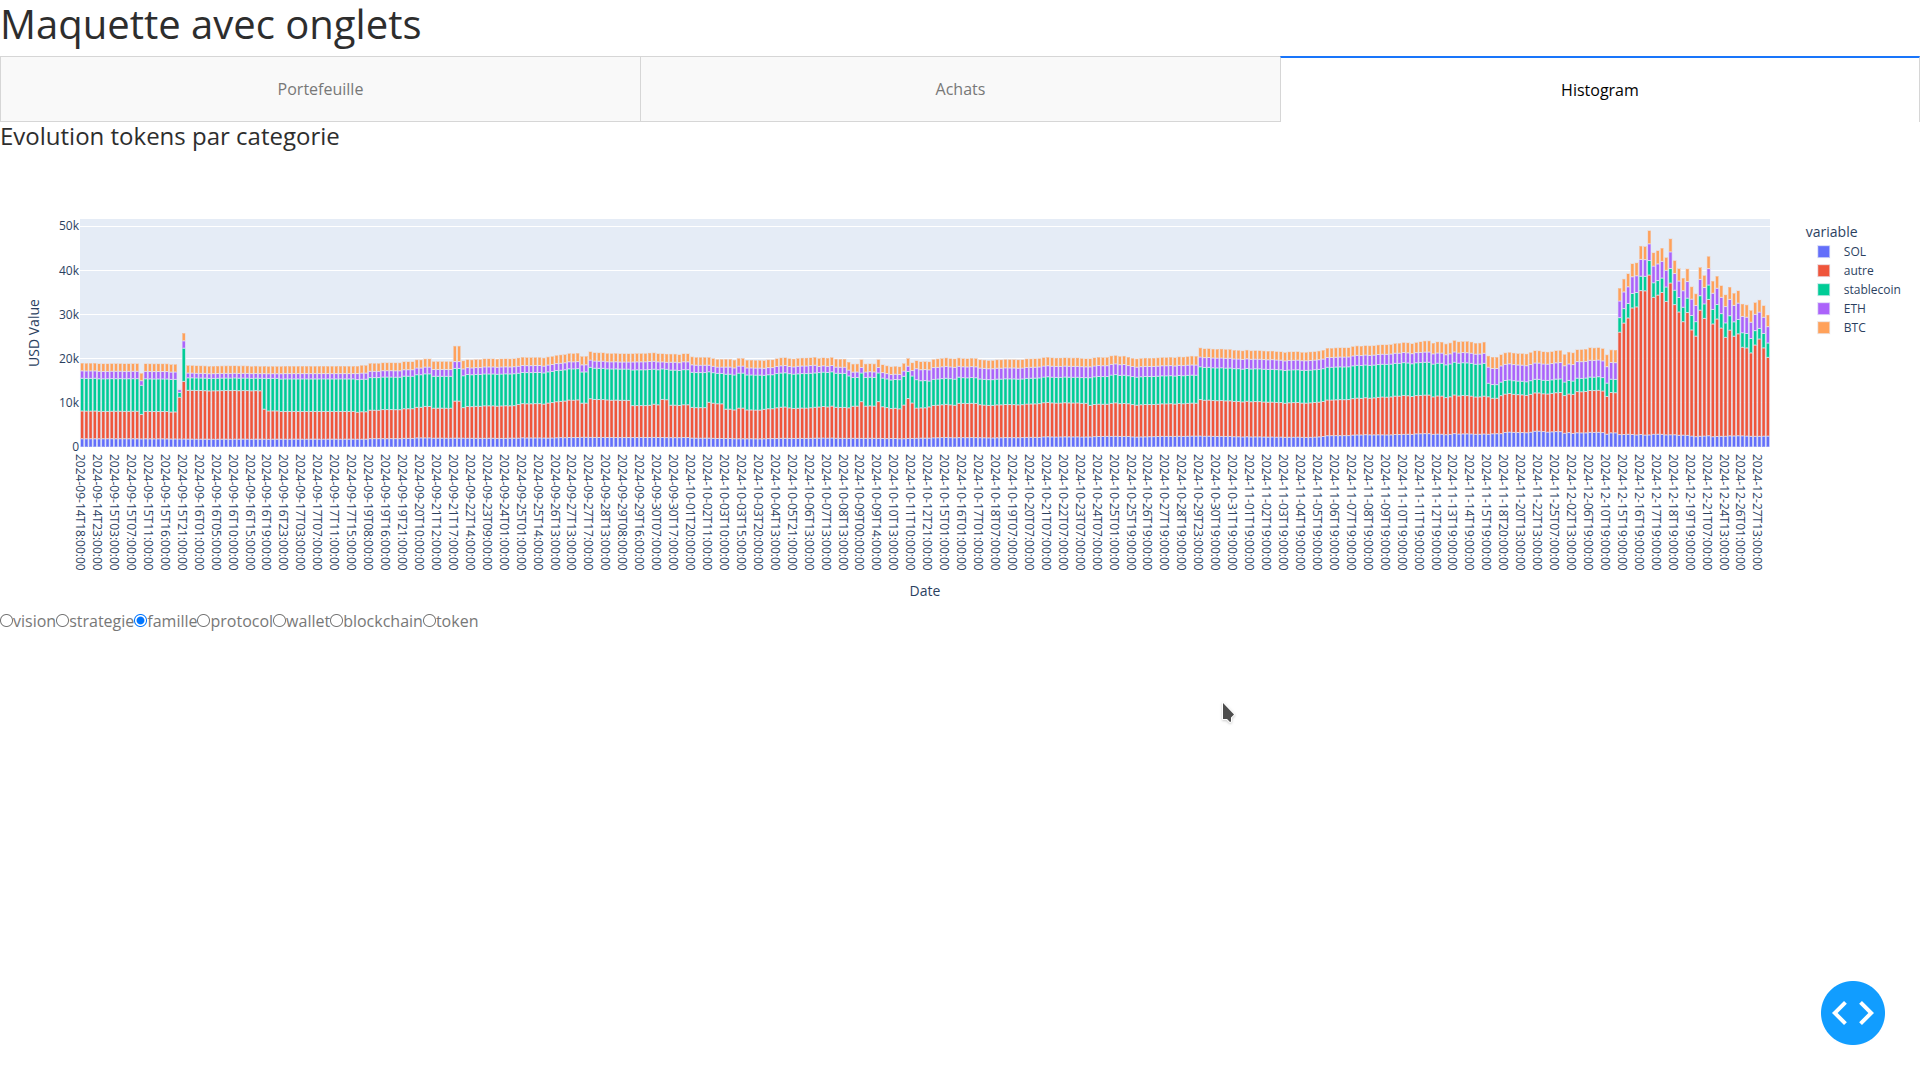 Maquette avec onglets
Portefeuille
Achats
Histogram
Evolution tokens par categorie
50k
40k
30k
20k
10k
0
USD Value
variable
SOL
autre
stablecoin
ETH
BTC
2024-09-14T18:00:00
2024-09-14T23:00:00
2024-09-15T03:00:00
2024-09-15T07:00:00
2024-09-15T11:00:00
2024-09-15T16:00:00
2024-09-15T21:00:00
2024-09-16T01:00:00
2024-09-16T05:00:00
2024-09-16T10:00:00
2024-09-16T15:00:00
2024-09-16T19:00:00
2024-09-16T23:00:00
2024-09-17T03:00:00
2024-09-17T07:00:00
2024-09-17T11:00:00
2024-09-17T15:00:00
2024-09-19T08:00:00
2024-09-19T16:00:00
2024-09-19T21:00:00
2024-09-20T10:00:00
2024-09-21T12:00:00
2024-09-21T17:00:00
2024-09-22T14:00:00
2024-09-23T09:00:00
2024-09-24T01:00:00
2024-09-25T01:00:00
2024-09-25T14:00:00
2024-09-26T13:00:00
2024-09-27T13:00:00
2024-09-27T17:00:00
2024-09-28T13:00:00
2024-09-29T08:00:00
2024-09-29T16:00:00
2024-09-30T07:00:00
2024-09-30T17:00:00
2024-10-01T20:00:00
2024-10-02T11:00:00
2024-10-03T10:00:00
2024-10-03T15:00:00
2024-10-03T20:00:00
2024-10-04T13:00:00
2024-10-05T21:00:00
2024-10-06T13:00:00
2024-10-07T13:00:00
2024-10-08T13:00:00
2024-10-09T00:00:00
2024-10-09T14:00:00
2024-10-10T13:00:00
2024-10-11T10:00:00
2024-10-12T21:00:00
2024-10-15T01:00:00
2024-10-16T01:00:00
2024-10-17T01:00:00
2024-10-18T07:00:00
2024-10-19T07:00:00
2024-10-20T07:00:00
2024-10-21T07:00:00
2024-10-22T07:00:00
2024-10-23T07:00:00
2024-10-24T07:00:00
2024-10-25T01:00:00
2024-10-25T19:00:00
2024-10-26T19:00:00
2024-10-27T19:00:00
2024-10-28T19:00:00
2024-10-29T23:00:00
2024-10-30T19:00:00
2024-10-31T19:00:00
2024-11-01T19:00:00
2024-11-02T19:00:00
2024-11-03T19:00:00
2024-11-04T19:00:00
2024-11-05T19:00:00
2024-11-06T19:00:00
2024-11-07T19:00:00
2024-11-08T19:00:00
2024-11-09T19:00:00
2024-11-10T19:00:00
2024-11-11T19:00:00
2024-11-12T19:00:00
2024-11-13T19:00:00
2024-11-14T19:00:00
2024-11-15T19:00:00
2024-11-18T20:00:00
2024-11-20T13:00:00
2024-11-22T13:00:00
2024-11-25T07:00:00
2024-12-02T13:00:00
2024-12-06T19:00:00
2024-12-10T19:00:00
2024-12-15T19:00:00
2024-12-16T19:00:00
2024-12-17T19:00:00
2024-12-18T19:00:00
2024-12-19T19:00:00
2024-12-21T07:00:00
2024-12-24T13:00:00
2024-12-26T01:00:00
2024-12-27T13:00:00
Date
vision strategie famille protocol wallet blockchain token